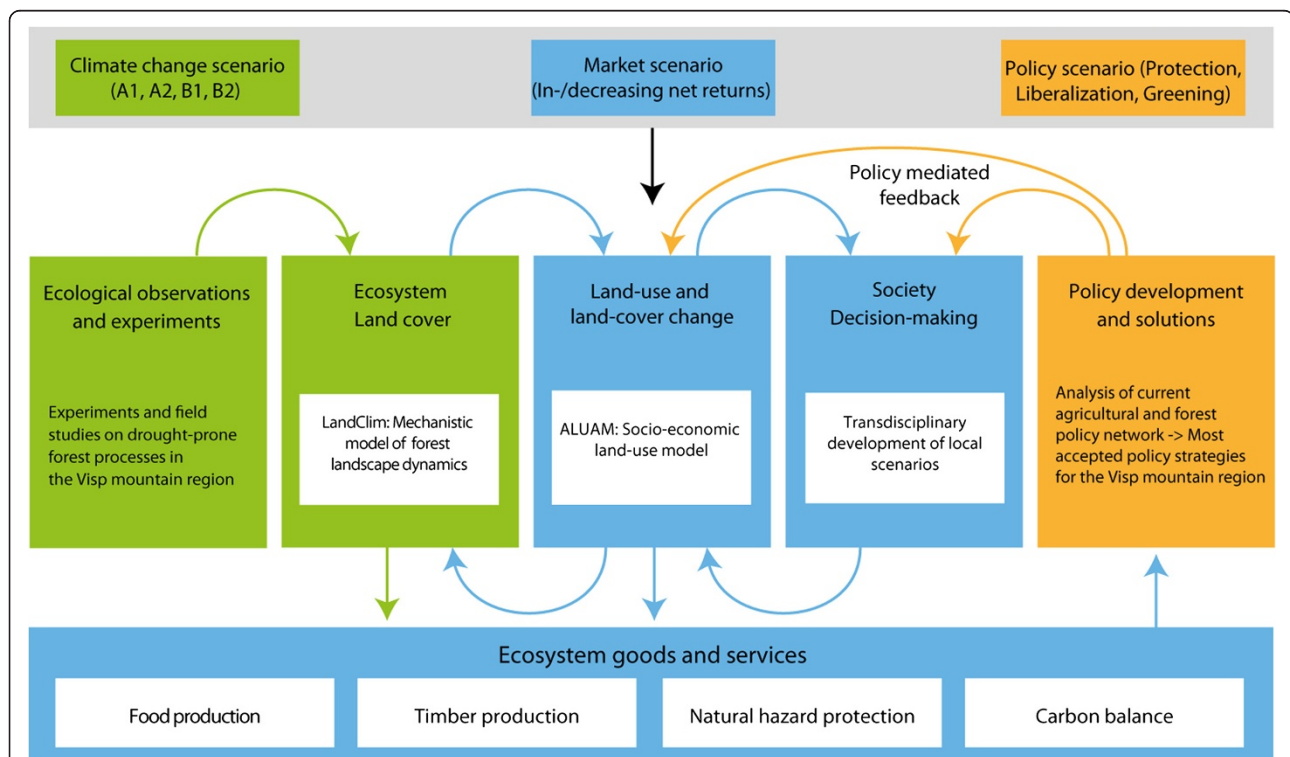 Climate change scenario
(A1, A2, B1, B2)
Market scenario
(In-/decreasing net returns)
Policy scenario (Protection,
Liberalization, Greening)
Policy mediated
feedback
Ecological observations
and experiments
Experiments and field
studies on drought-prone
forest processes in
the Visp mountain region
Ecosystem
Land cover
LandClim: Mechanistic
model of forest
landscape dynamics
Land-use and
land-cover change
ALUAM: Socio-economic
land-use model
Society
Decision-making
Transdisciplinary
development of local
scenarios
Policy development
and solutions
Analysis of current
agricultural and forest
policy network -> Most
accepted policy strategies
for the Visp mountain region
Ecosystem goods and services
Food production
Timber production
Natural hazard protection
Carbon balance